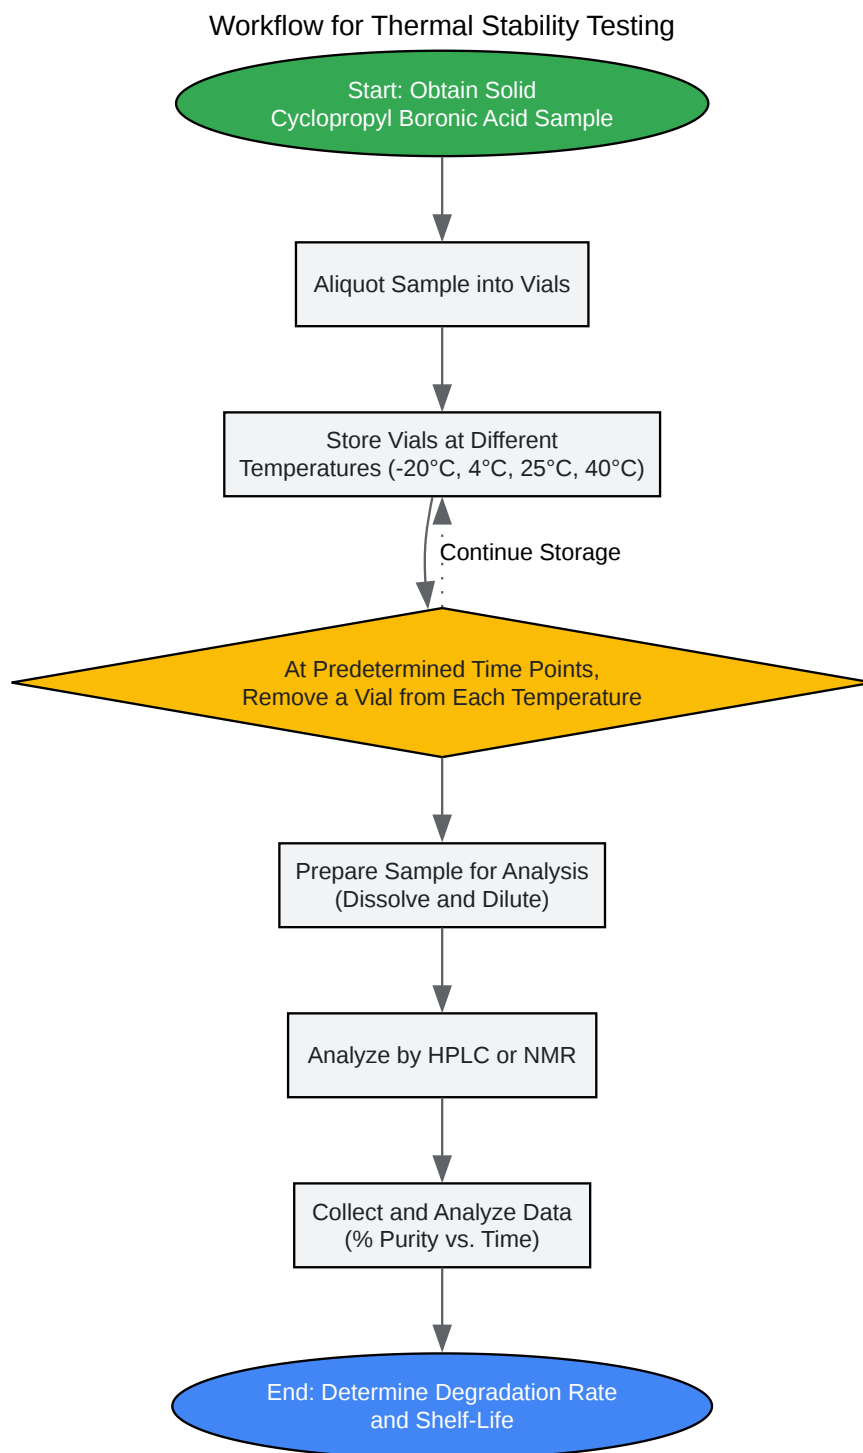 Workflow for Thermal Stability Testing
Start: Obtain Solid
Cyclopropyl Boronic Acid Sample
Aliquot Sample into Vials
Store Vials at Different
Temperatures (-20°C, 4°C, 25°C, 40°C)
Continue Storage
At Predetermined Time Points,
Remove a Vial from Each Temperature
Prepare Sample for Analysis
(Dissolve and Dilute)
Analyze by HPLC or NMR
Collect and Analyze Data
(% Purity vs. Time)
End: Determine Degradation Rate
and Shelf-Life